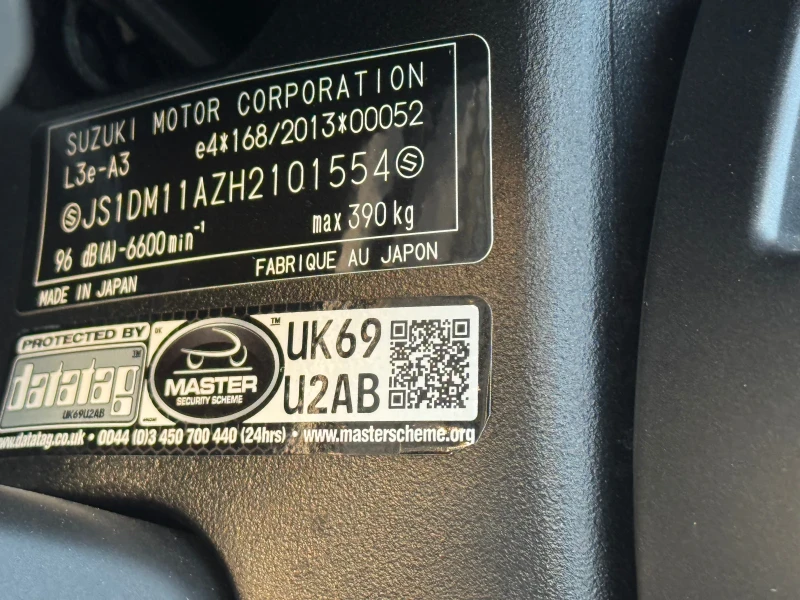 SUZUKI MOTOR CORPORATION
L3e-A3 e4*168/2013*00052
JS1DM11AZH2101554
96 dB(A)-6600min⁻¹ max 390 kg
MADE IN JAPAN FABRIQUE AU JAPON
PROTECTED BY
datatag
UK69U2AB
MASTER
SECURITY SCHEME
TM
UK69
U2AB
www.datatag.co.uk • 0044 (0)3 450 700 440 (24hrs) • www.masterscheme.org